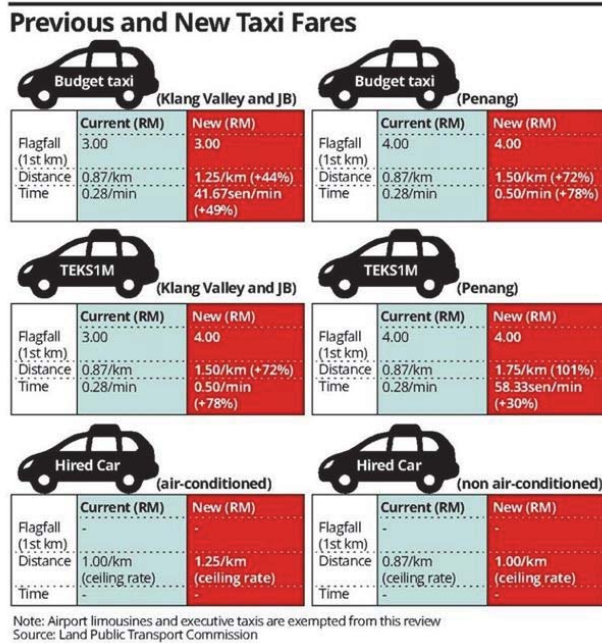 Previous and New Taxi Fares
Budget taxi
(Klang Valley and JB)
Current (RM) New (RM)
Flagfall (1st km) 3.00 3.00
Distance 0.87/km 1.25/km (+44%)
Time 0.28/min 41.67sen/min (+49%)
Budget taxi
(Penang)
Current (RM) New (RM)
Flagfall (1st km) 4.00 4.00
Distance 0.87/km 1.50/km (+72%)
Time 0.28/min 0.50/min (+78%)
TEKS1M
(Klang Valley and JB)
Current (RM) New (RM)
Flagfall (1st km) 3.00 4.00
Distance 0.87/km 1.50/km (+72%)
Time 0.28/min 0.50/min (+78%)
TEKS1M
(Penang)
Current (RM) New (RM)
Flagfall (1st km) 4.00 4.00
Distance 0.87/km 1.75/km (101%)
Time 0.28/min 58.33sen/min (+30%)
Hired Car
(air-conditioned)
Current (RM) New (RM)
Flagfall (1st km) - -
Distance 1.00/km (ceiling rate) 1.25/km (ceiling rate)
Time - -
Hired Car
(non air-conditioned)
Current (RM) New (RM)
Flagfall (1st km) - -
Distance 0.87/km (ceiling rate) 1.00/km (ceiling rate)
Time - -
Note: Airport limousines and executive taxis are exempted from this review
Source: Land Public Transport Commission